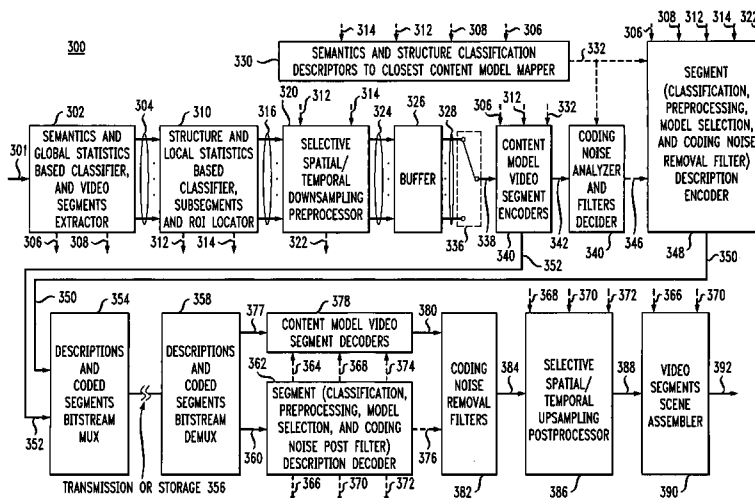 300
314
312
308
306
330
SEMANTICS AND STRUCTURE CLASSIFICATION
DESCRIPTORS TO CLOSEST CONTENT MODEL MAPPER
332
306
308
312
314
322
302
SEMANTICS AND
GLOBAL STATISTICS
BASED CLASSIFIER,
AND VIDEO
SEGMENTS
EXTRACTOR
301
304
306
308
310
STRUCTURE AND
LOCAL STATISTICS
BASED
CLASSIFIER,
SUBSEGMENTS
AND ROI LOCATOR
312
314
316
320
312
314
SELECTIVE
SPATIAL/
TEMPORAL
DOWNSAMPLING
PREPROCESSOR
322
324
326
BUFFER
328
336
338
306
312
332
CONTENT
MODEL
VIDEO
SEGMENT
ENCODERS
340
352
342
CODING
NOISE
ANALYZER
AND
FILTERS
DECIDER
340
346
SEGMENT
(CLASSIFICATION,
PREPROCESSING,
MODEL SELECTION,
AND CODING NOISE
REMOVAL FILTER)
DESCRIPTION
ENCODER
348
350
350
354
DESCRIPTIONS
AND
CODED
SEGMENTS
BITSTREAM
MUX
352
TRANSMISSION OR STORAGE 356
358
DESCRIPTIONS
AND
CODED
SEGMENTS
BITSTREAM
DEMUX
377
360
378
CONTENT MODEL VIDEO
SEGMENT DECODERS
380
362
364
368
374
SEGMENT (CLASSIFICATION,
PREPROCESSING, MODEL
SELECTION, AND CODING
NOISE POST FILTER)
DESCRIPTION DECODER
366
370
372
376
CODING
NOISE
REMOVAL
FILTERS
382
384
368
370
372
SELECTIVE
SPATIAL/
TEMPORAL
UPSAMPLING
POSTPROCESSOR
386
388
366
370
VIDEO
SEGMENTS
SCENE
ASSEMBLER
390
392